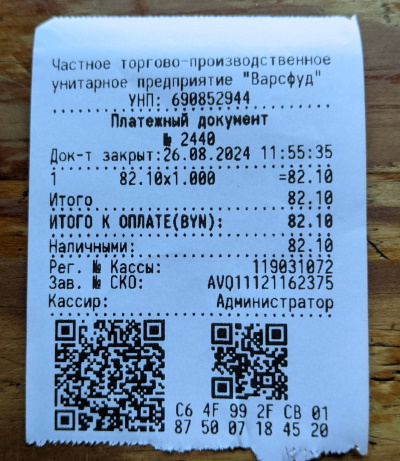 Частное торгово-производственное
унитарное предприятие "Варсфуд"
УНП: 690852944
Платежный документ
№ 2440
Док-т закрыт:26.08.2024 11:55:35
1 82.10x1.000 =82.10
Итого 82.10
ИТОГО К ОПЛАТЕ(BYN): 82.10
Наличными: 82.10
Рег. № Кассы: 119031072
Зав. № СКО: AVQ11121162375
Кассир: Администратор
C6 4F 99 2F CB 01
87 50 07 18 45 20